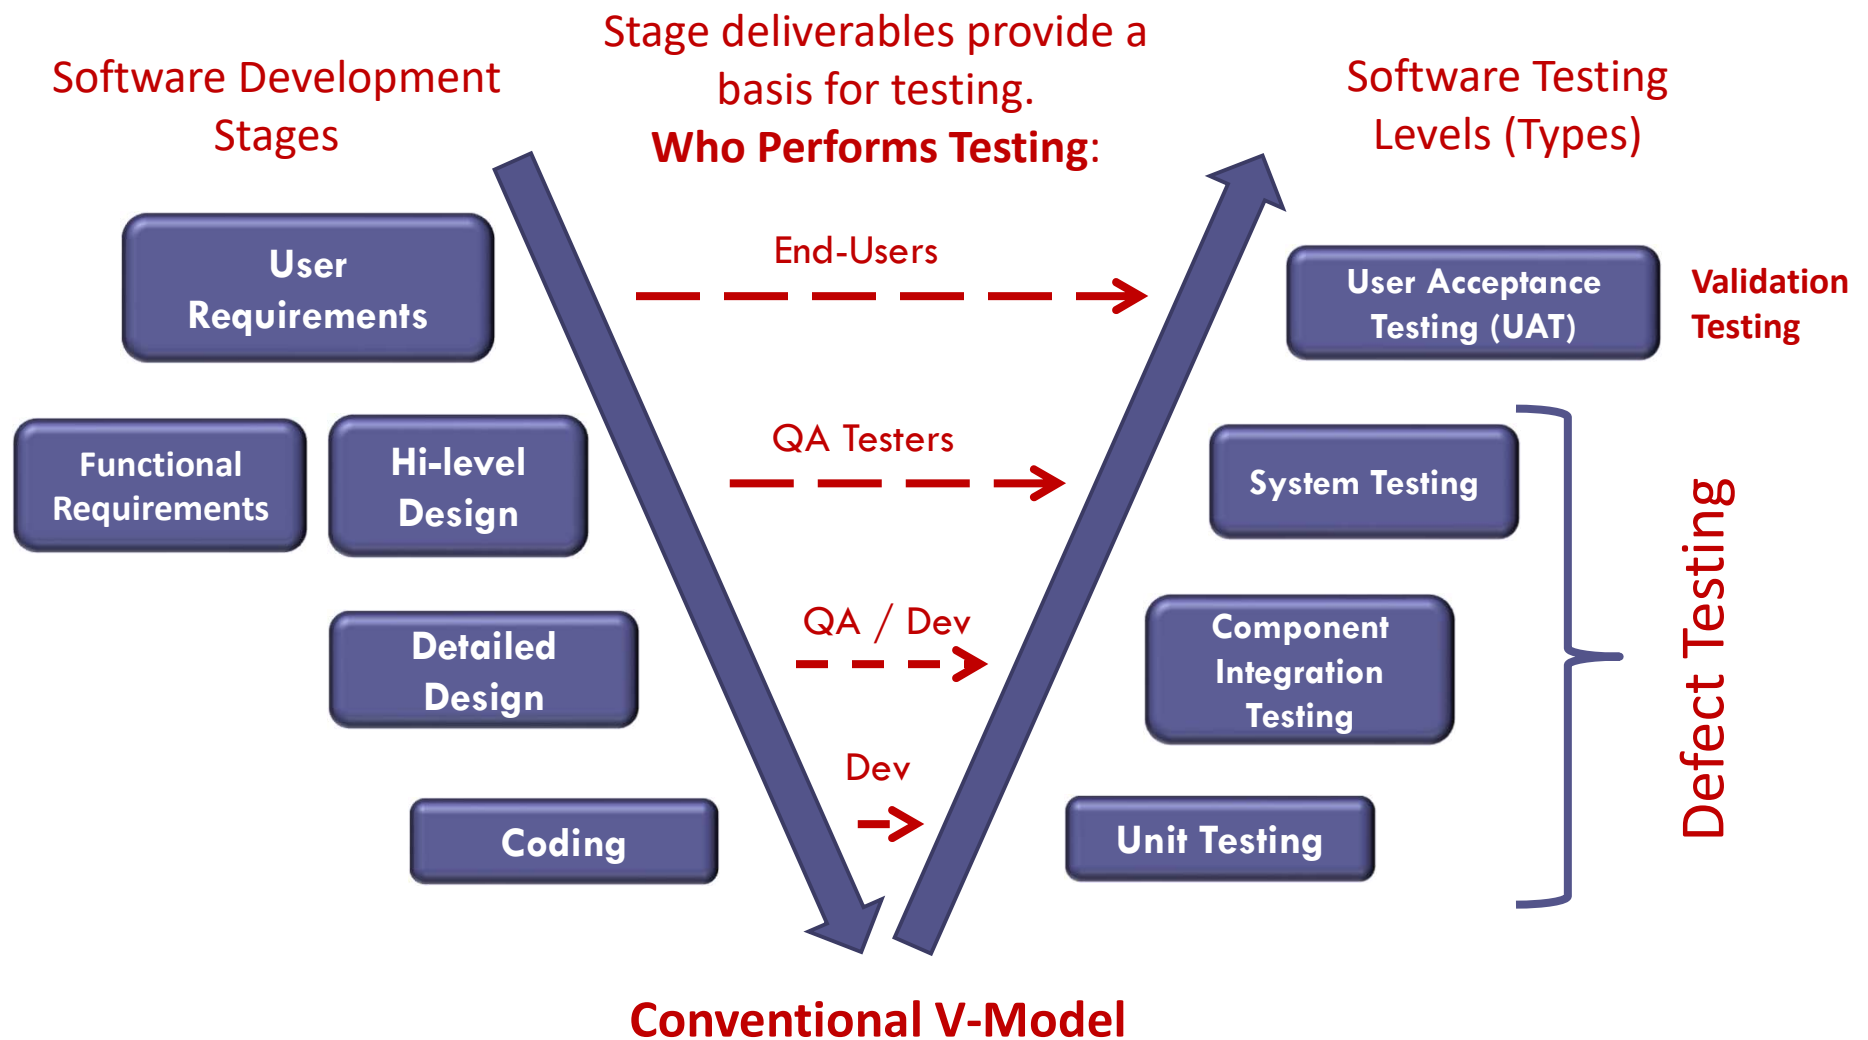 Software Development
Stages
Stage deliverables provide a
basis for testing.
Who Performs Testing:
Software Testing
Levels (Types)
User
Requirements
End-Users
User Acceptance
Testing (UAT)
Validation
Testing
Functional
Requirements
Hi-level
Design
QA Testers
System Testing
Detailed
Design
QA / Dev
Component
Integration
Testing
Defect Testing
Coding
Dev
Unit Testing
Conventional V-Model